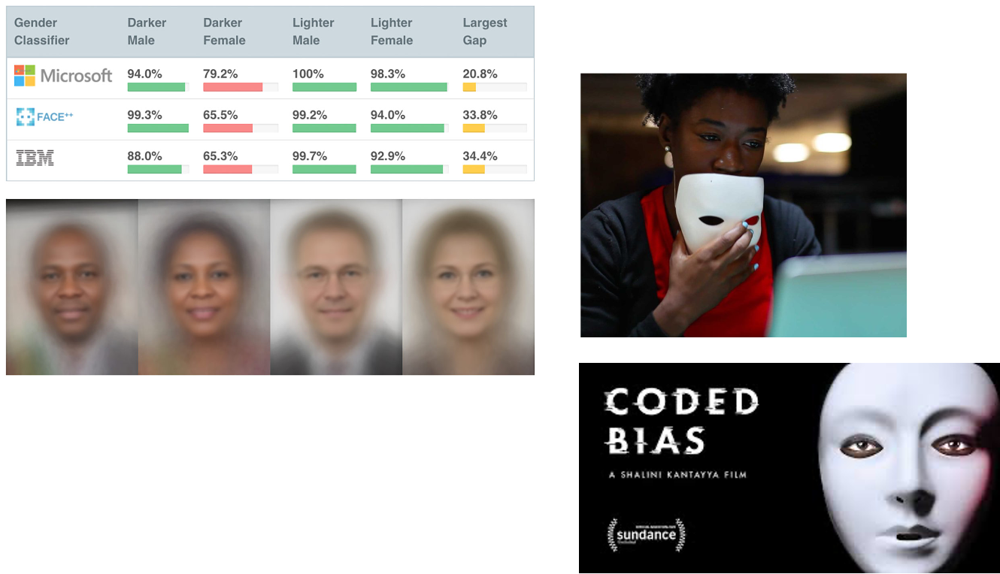 Gender Classifier
Darker Male
Darker Female
Lighter Male
Lighter Female
Largest Gap
Microsoft
94.0%
79.2%
100%
98.3%
20.8%
FACE++
99.3%
65.5%
99.2%
94.0%
33.8%
IBM
88.0%
65.3%
99.7%
92.9%
34.4%
CODED
BIAS
A SHALINI KANTAYYA FILM
sundance